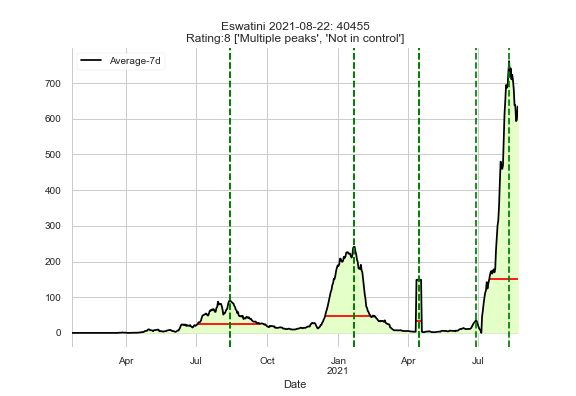 Eswatini 2021-08-22: 40455
Rating:8 ['Multiple peaks', 'Not in control']
Average-7d
700
600
500
400
300
200
100
0
Apr
Jul
Oct
Jan
2021
Apr
Jul
Date